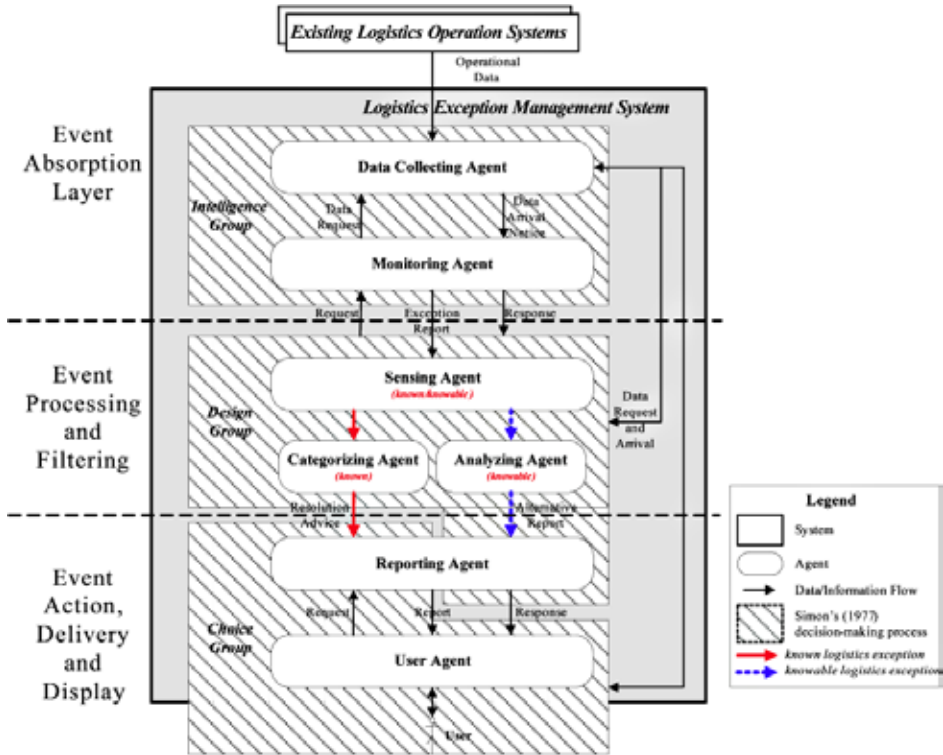 Existing Logistics Operation Systems
Operational
Data
Logistics Exception Management System
Event
Absorption
Layer
Data Collecting Agent
Intelligence
Group
Data
Request
Data
Arrival
Notice
Monitoring Agent
Request
Exception
Report
Response
Event
Processing
and
Filtering
Sensing Agent
(known/knowable)
Design
Group
Data
Request
and
Arrival
Categorizing Agent
(known)
Analyzing Agent
(knowable)
Resolution
Advice
Alternative
Report
Event
Action,
Delivery
and
Display
Reporting Agent
Request
Report
Response
Choice
Group
User Agent
User
Legend
System
Agent
Data/Information Flow
Simon's (1977)
decision-making process
known logistics exception
knowable logistics exception